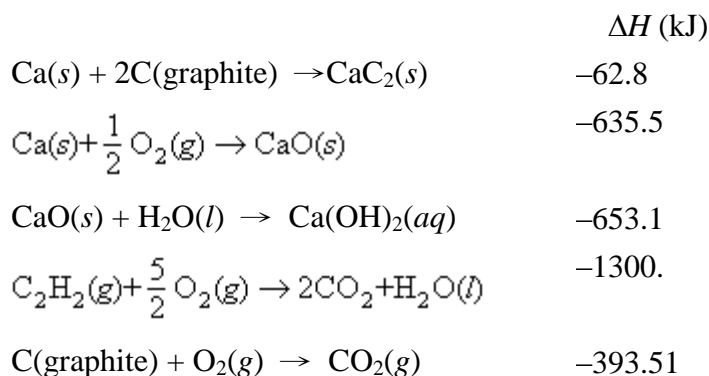 ΔH (kJ)
Ca(s) + 2C(graphite) →CaC₂(s) –62.8
Ca(s)+½ O₂(g) → CaO(s) –635.5
CaO(s) + H₂O(l) → Ca(OH)₂(aq) –653.1
C₂H₂(g)+5/2 O₂(g) → 2CO₂+H₂O(l) –1300.
C(graphite) + O₂(g) → CO₂(g) –393.51